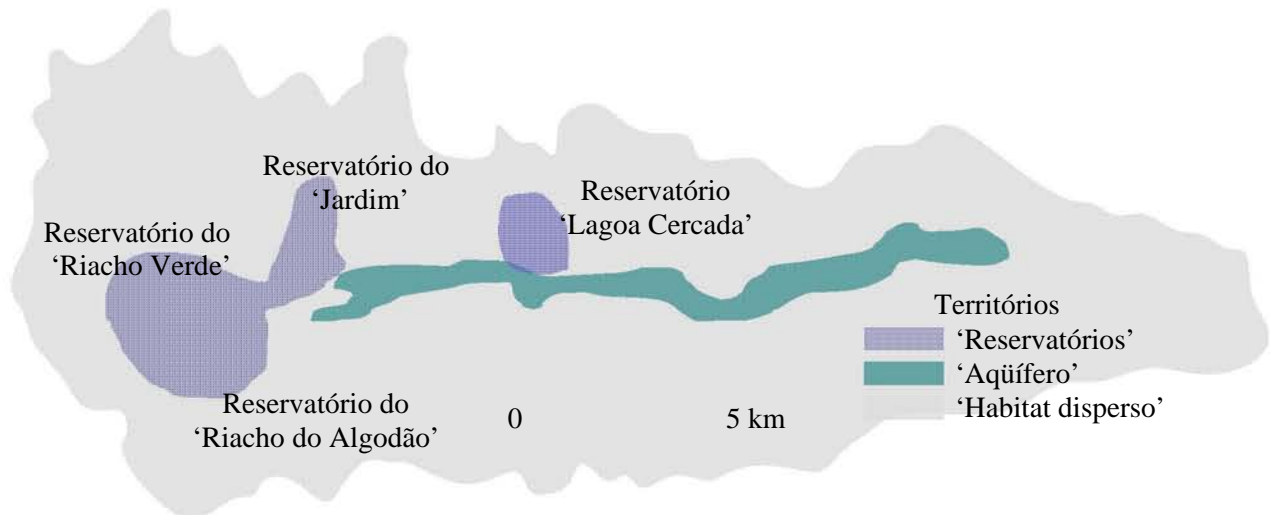 Reservatório do
‘Jardim’
Reservatório
‘Lagoa Cercada’
Reservatório do
‘Riacho Verde’
Territórios
‘Reservatórios’
‘Aqüífero’
‘Habitat disperso’
Reservatório do
‘Riacho do Algodão’
0 5 km